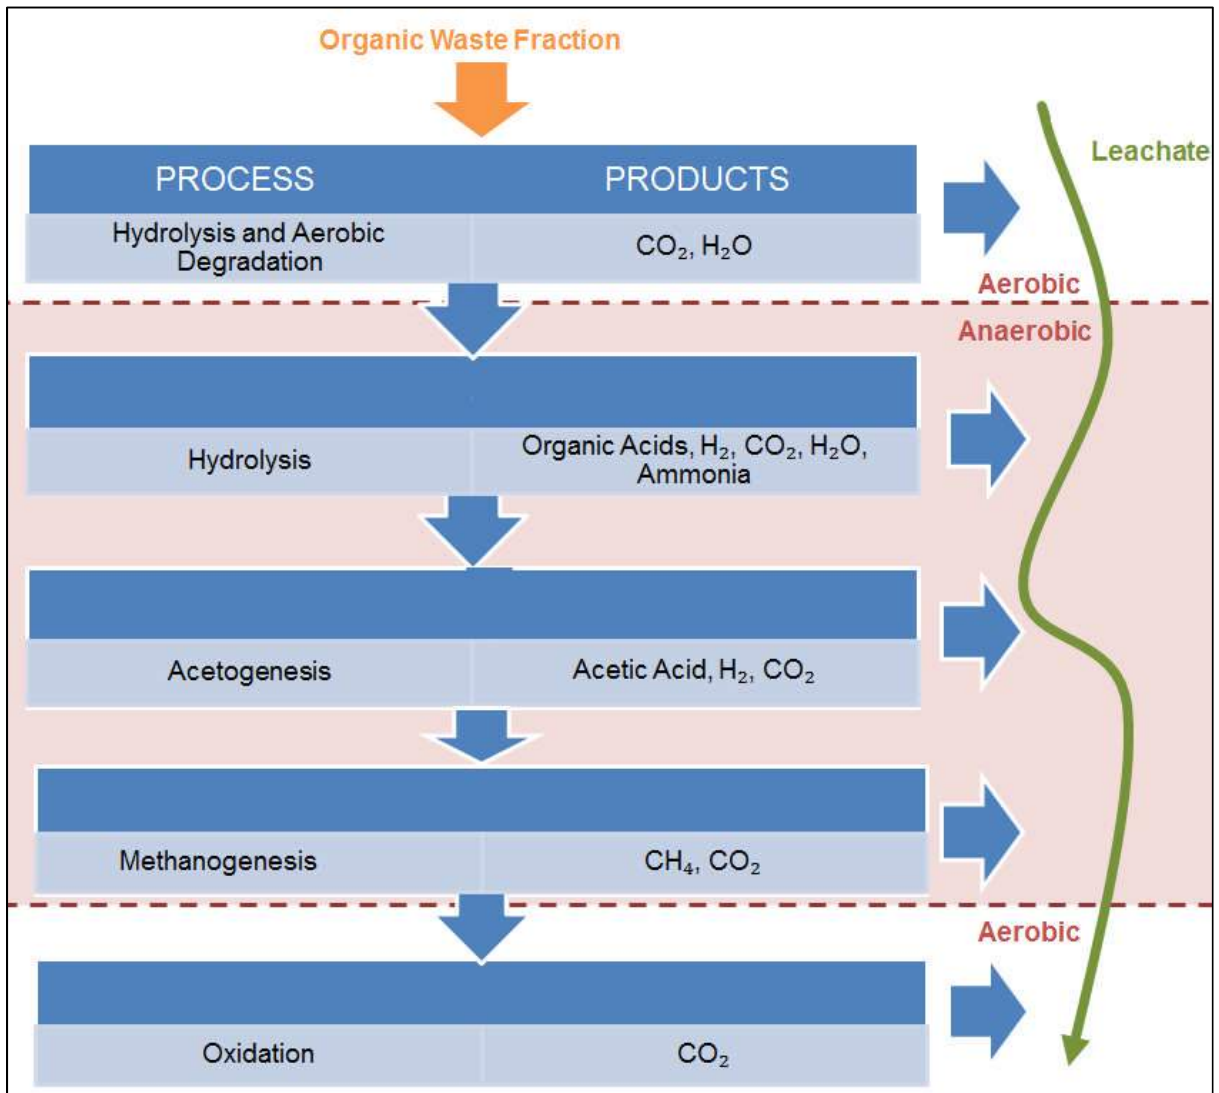 Organic Waste Fraction
PROCESS PRODUCTS
Leachate
Hydrolysis and Aerobic
Degradation
CO₂, H₂O
Aerobic
Anaerobic
Hydrolysis
Organic Acids, H₂, CO₂, H₂O,
Ammonia
Acetogenesis
Acetic Acid, H₂, CO₂
Methanogenesis
CH₄, CO₂
Aerobic
Oxidation
CO₂